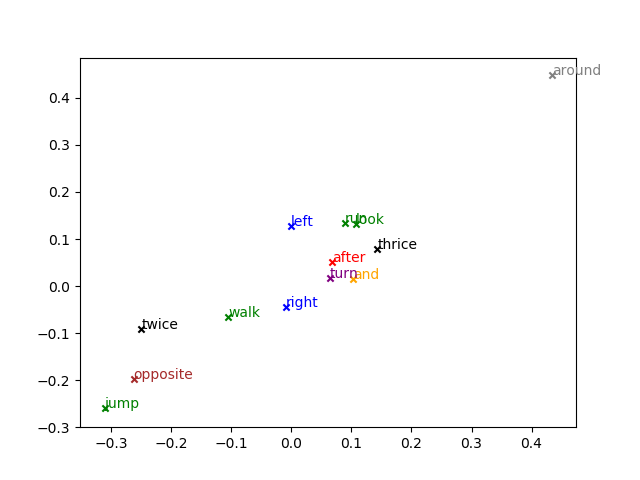 around
0.4
0.3
0.2
left
run
look
0.1
thrice
after
turn
and
0.0
right
walk
twice
−0.1
opposite
−0.2
jump
−0.3
−0.3 −0.2 −0.1 0.0 0.1 0.2 0.3 0.4